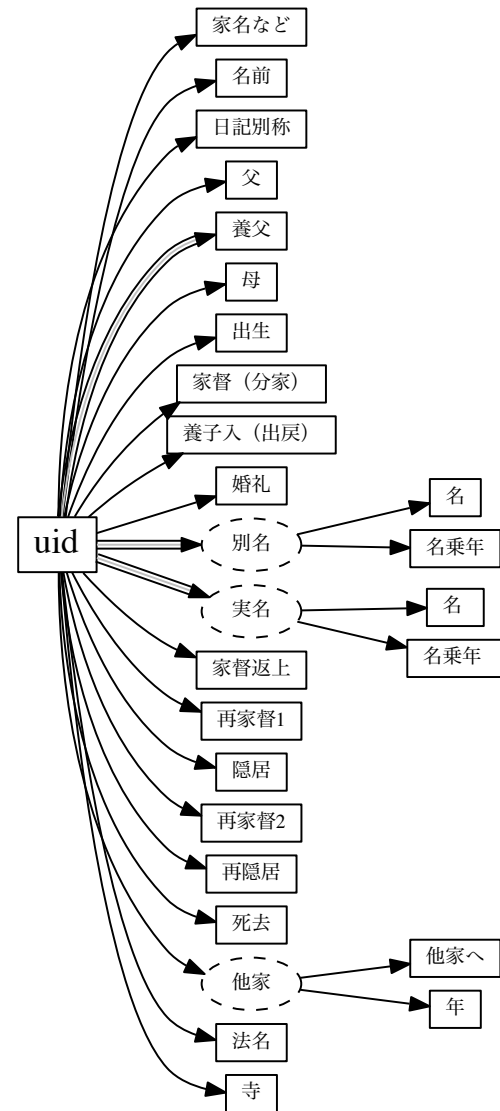 家名など
名前
日記別称
父
養父
母
出生
家督（分家）
養子入（出戻）
婚礼
uid
別名
名
名乗年
実名
名
名乗年
家督返上
再家督1
隠居
再家督2
再隠居
死去
他家
他家へ
年
法名
寺